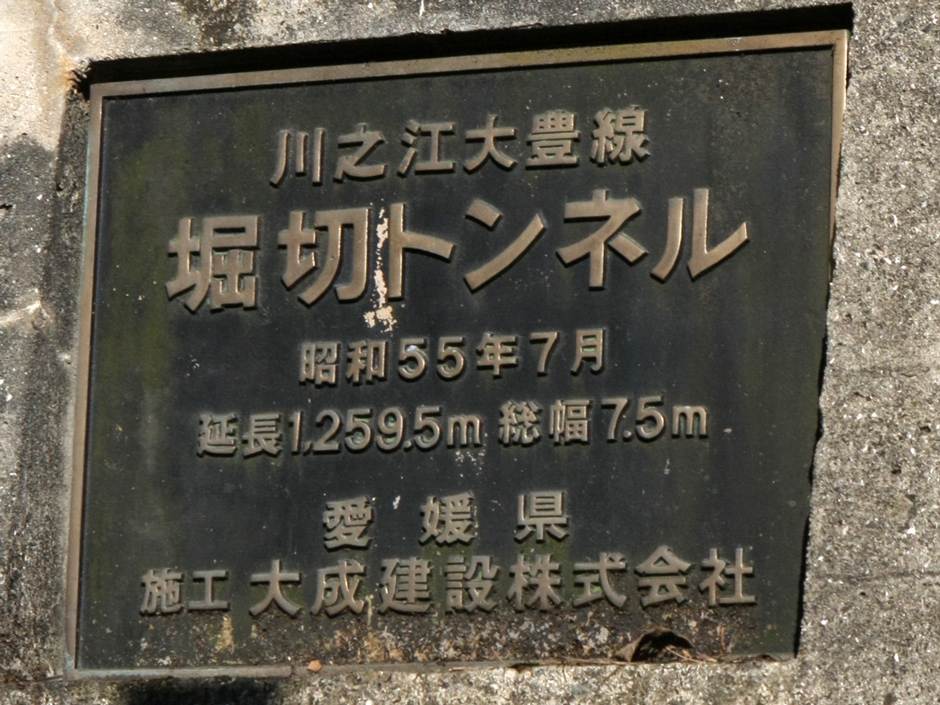 川之江大豊線
堀切トンネル
昭和55年7月
延長1,259.5m 総幅7.5m
愛媛県
施工 大成建設株式会社